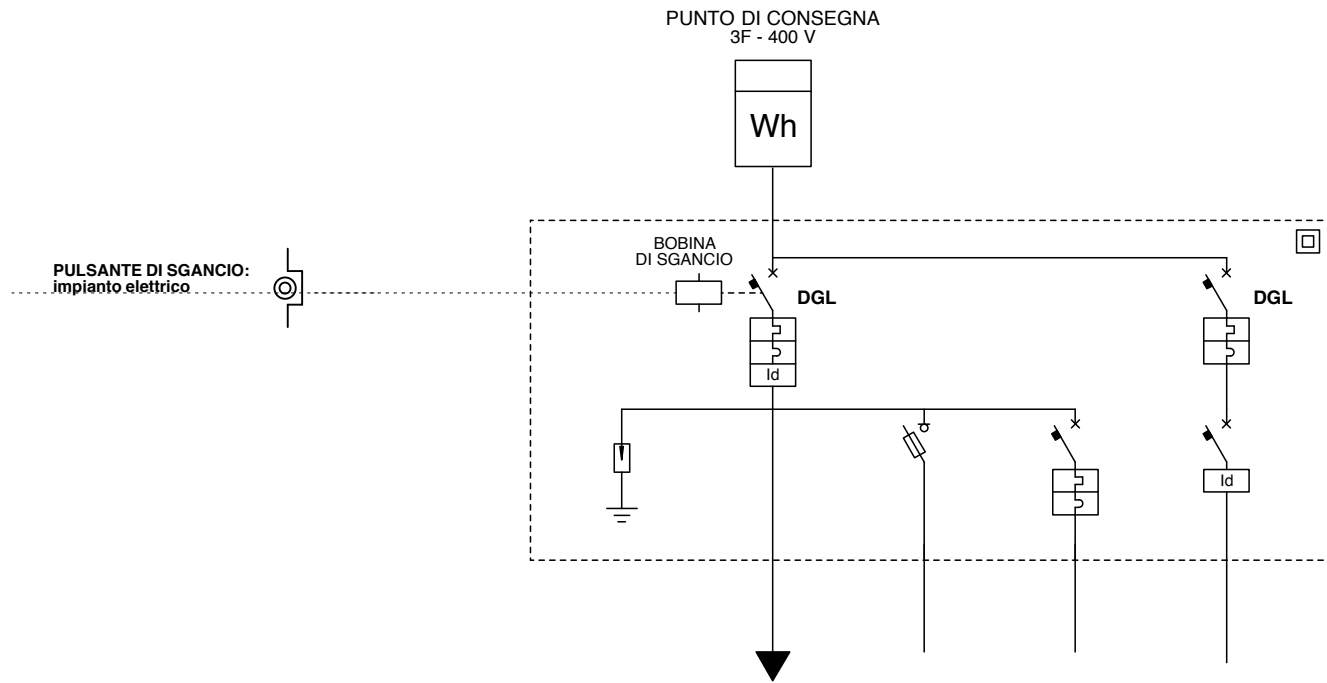 PUNTO DI CONSEGNA
3F - 400 V
Wh
BOBINA
DI SGANCIO
PULSANTE DI SGANCIO:
impianto elettrico
DGL
DGL
Id
Id